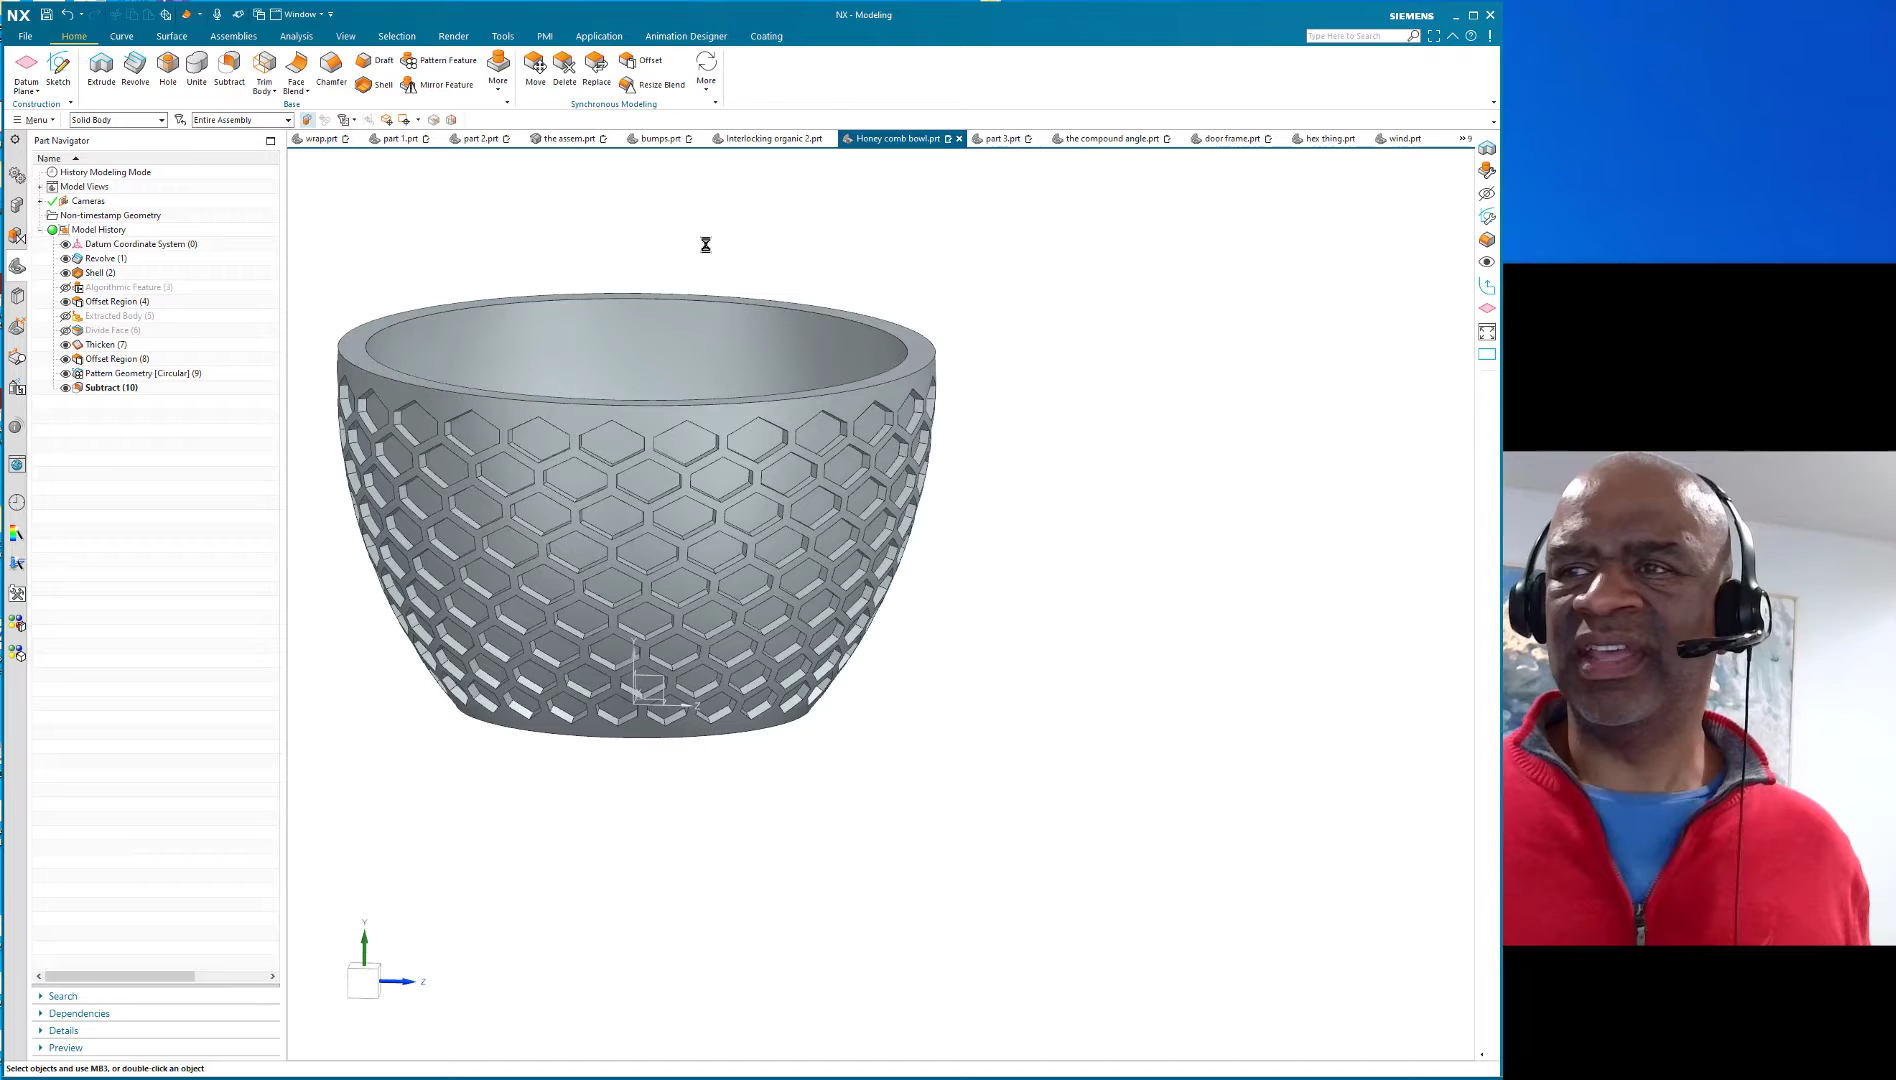 NX Window NX - Modeling SIEMENS
File Home Curve Surface Assemblies Analysis View Selection Render Tools PMI Application Animation Designer Coating Type Here to Search
Datum Plane Sketch Extrude Revolve Hole Unite Subtract Trim Body Face Blend Chamfer Draft Shell Pattern Feature Mirror Feature More Move Delete Replace Offset Resize Blend More
Construction Base Synchronous Modeling
Menu Solid Body Entire Assembly
Part Navigator wrap.prt part 1.prt part 2.prt the assem.prt bumps.prt Interlocking organic 2.prt Honey comb bowl.prt part 3.prt the compound angle.prt door frame.prt hex thing.prt wind.prt 9
Name
History Modeling Mode
Model Views
Cameras
Non-timestamp Geometry
Model History
Datum Coordinate System (0)
Revolve (1)
Shell (2)
Algorithmic Feature (3)
Offset Region (4)
Extracted Body (5)
Divide Face (6)
Thicken (7)
Offset Region (8)
Pattern Geometry [Circular] (9)
Subtract (10)
Y
Z
Y
Z
Search
Dependencies
Details
Preview
Select objects and use MB3, or double-click an object